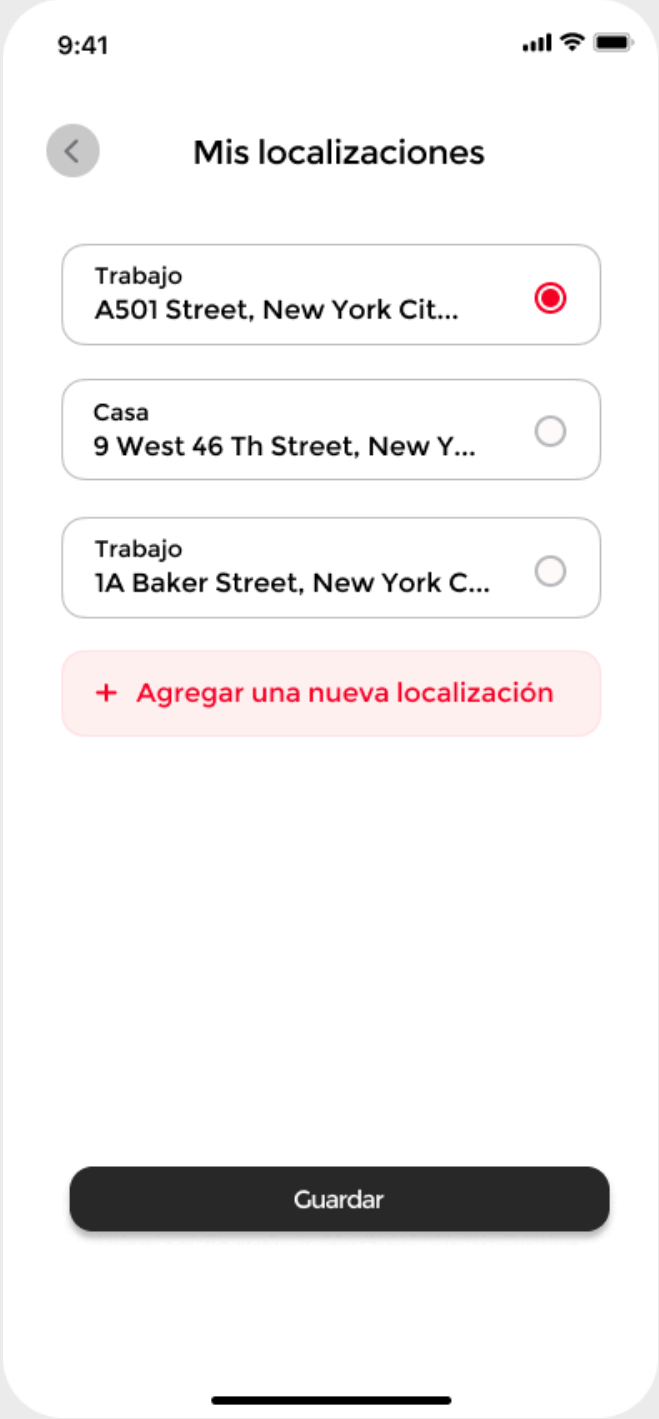 9:41
Mis localizaciones
Trabajo
A501 Street, New York Cit...
Casa
9 West 46 Th Street, New Y...
Trabajo
1A Baker Street, New York C...
+ Agregar una nueva localización
Guardar